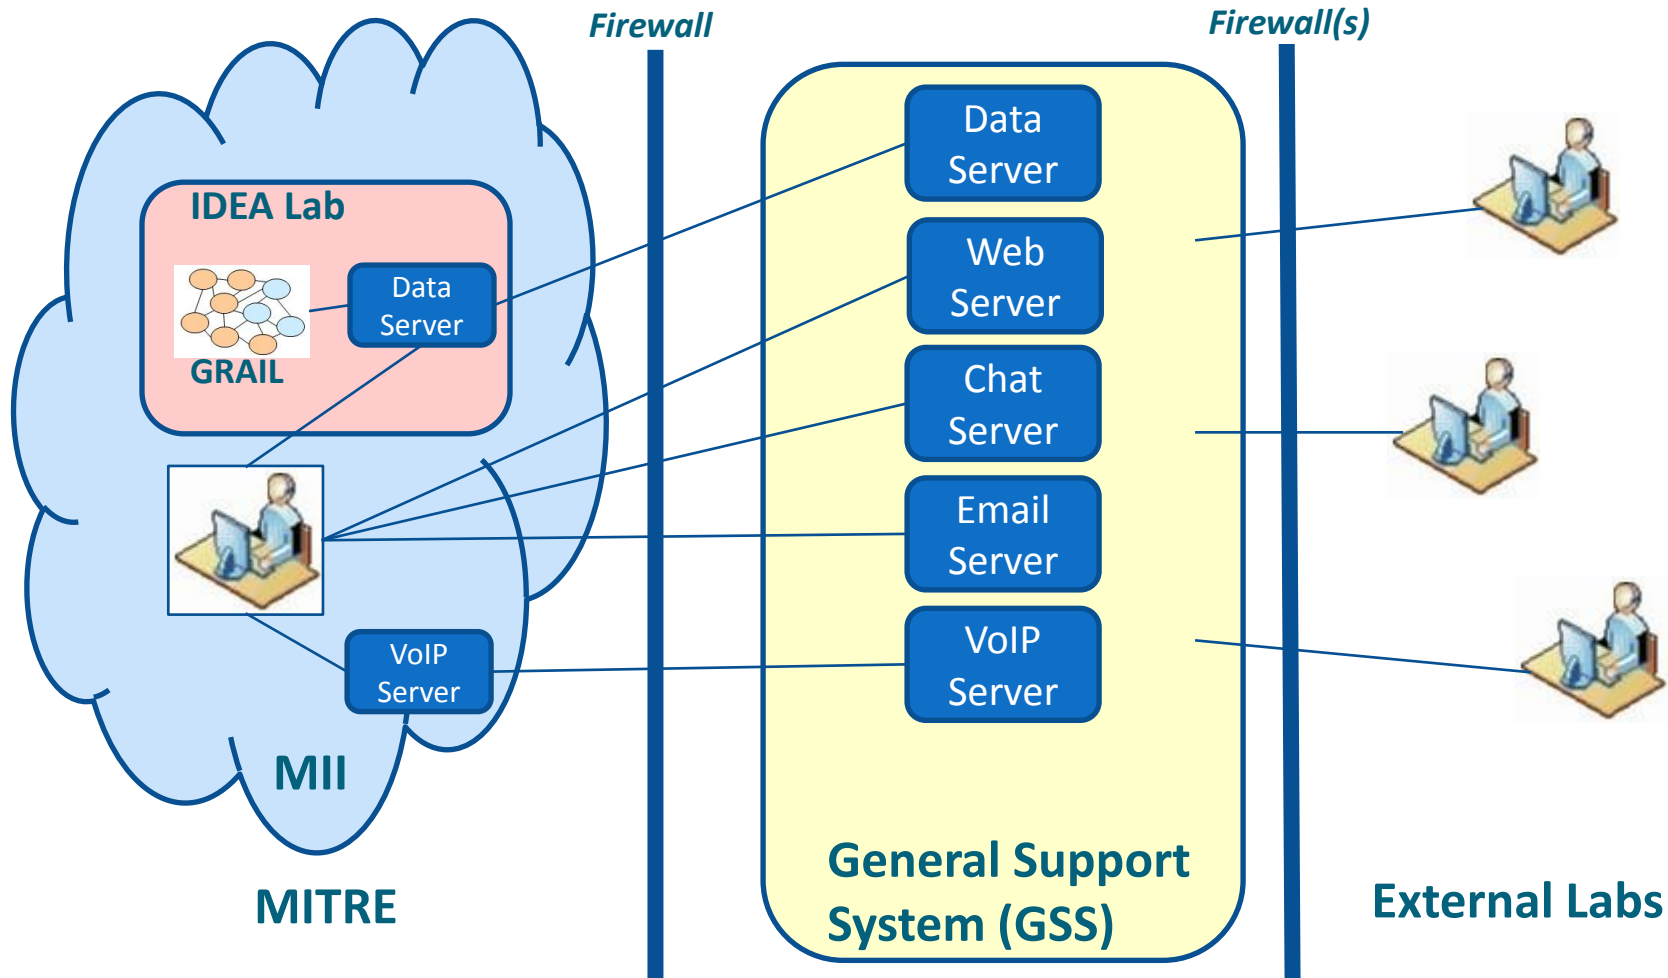 Firewall
Firewall(s)
IDEA Lab
Data
Server
GRAIL
VoIP
Server
MII
MITRE
Data
Server
Web
Server
Chat
Server
Email
Server
VoIP
Server
General Support
System (GSS)
External Labs